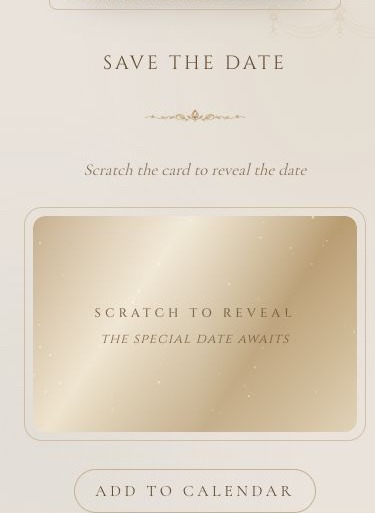 SAVE THE DATE
Scratch the card to reveal the date
SCRATCH TO REVEAL
THE SPECIAL DATE AWAITS
ADD TO CALENDAR